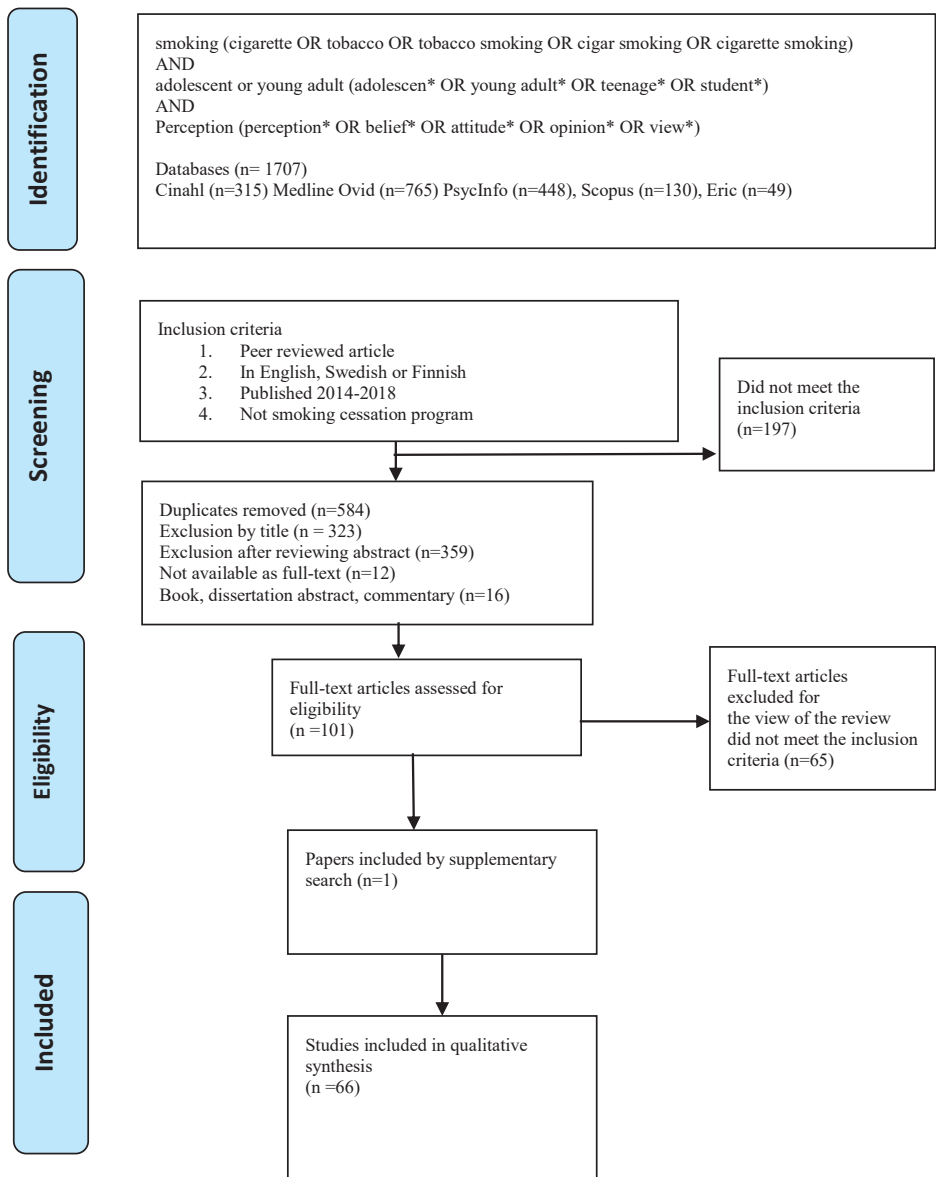 Identification
smoking (cigarette OR tobacco OR tobacco smoking OR cigar smoking OR cigarette smoking)
AND
adolescent or young adult (adolescen* OR young adult* OR teenage* OR student*)
AND
Perception (perception* OR belief* OR attitude* OR opinion* OR view*)
Databases (n= 1707)
Cinahl (n=315) Medline Ovid (n=765) PsycInfo (n=448), Scopus (n=130), Eric (n=49)
Screening
Inclusion criteria
1. Peer reviewed article
2. In English, Swedish or Finnish
3. Published 2014-2018
4. Not smoking cessation program
Did not meet the
inclusion criteria
(n=197)
Duplicates removed (n=584)
Exclusion by title (n = 323)
Exclusion after reviewing abstract (n=359)
Not available as full-text (n=12)
Book, dissertation abstract, commentary (n=16)
Eligibility
Full-text articles assessed for
eligibility
(n =101)
Full-text articles
excluded for
the view of the review
did not meet the inclusion
criteria (n=65)
Papers included by supplementary
search (n=1)
Included
Studies included in qualitative
synthesis
(n =66)